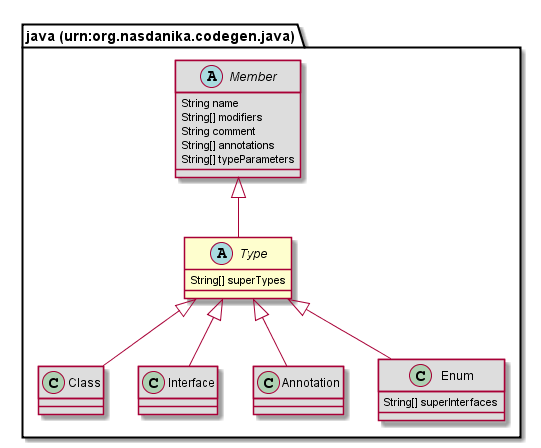 java (urn:org.nasdanika.codegen.java)
A Member
String name
String[] modifiers
String comment
String[] annotations
String[] typeParameters
A Type
String[] superTypes
C Class
C Interface
C Annotation
C Enum
String[] superInterfaces